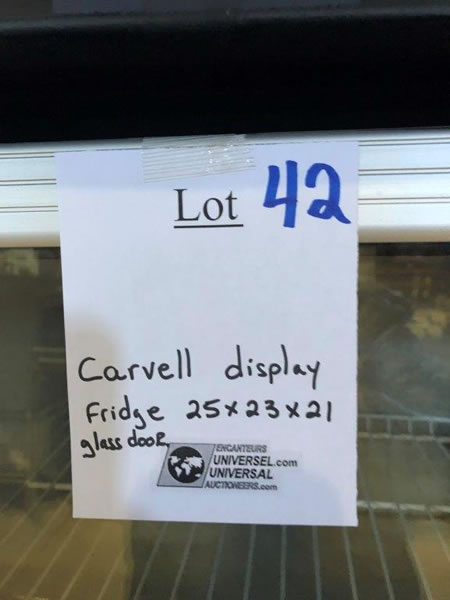 Lot 42
Carvell display
Fridge 25x23x21
glass door
ENCANTEURS
UNIVERSEL.com
UNIVERSAL
AUCTIONEERS.com